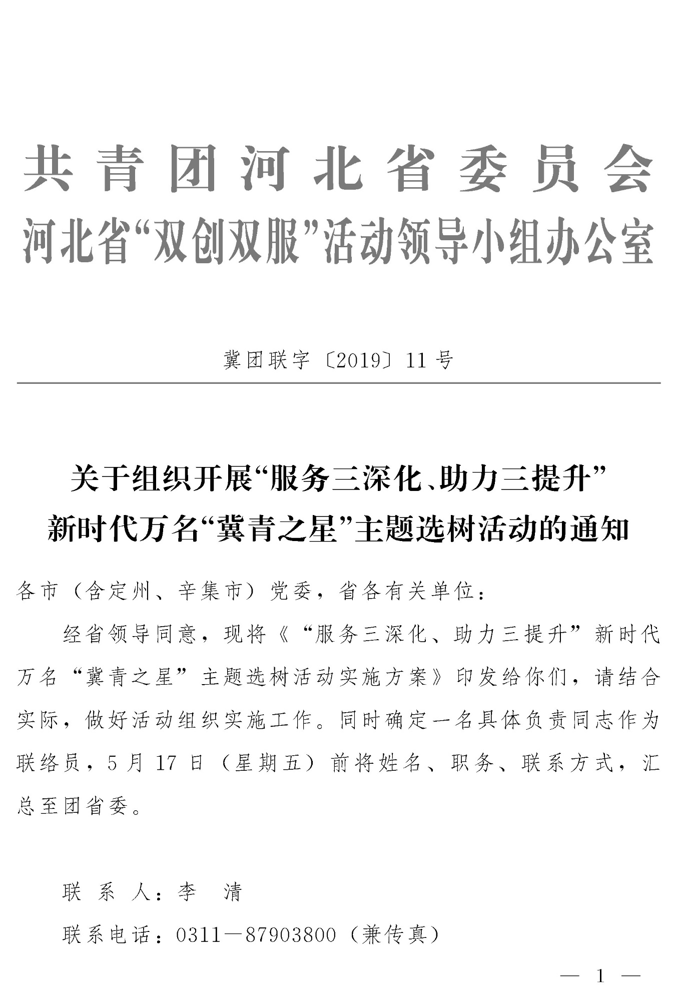 共青团河北省委员会
河北省“双创双服”活动领导小组办公室
冀团联字〔2019〕11号
关于组织开展“服务三深化、助力三提升”
新时代万名“冀青之星”主题选树活动的通知
各市（含定州、辛集市）党委，省各有关单位：
经省领导同意，现将《“服务三深化、助力三提升”新时代
万名“冀青之星”主题选树活动实施方案》印发给你们，请结合
实际，做好活动组织实施工作。同时确定一名具体负责同志作为
联络员，5月17日（星期五）前将姓名、职务、联系方式，汇
总至团省委。
联 系 人：李　清
联系电话：0311—87903800（兼传真）
— 1 —